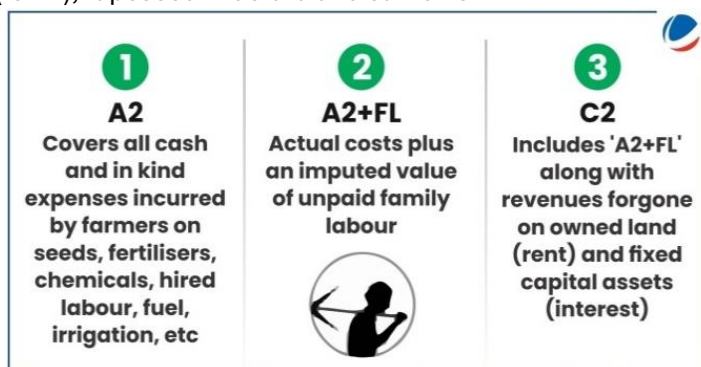 1
A2
Covers all cash
and in kind
expenses incurred
by farmers on
seeds, fertilisers,
chemicals, hired
labour, fuel,
irrigation, etc
2
A2+FL
Actual costs plus
an imputed value
of unpaid family
labour
3
C2
Includes 'A2+FL'
along with
revenues forgone
on owned land
(rent) and fixed
capital assets
(interest)